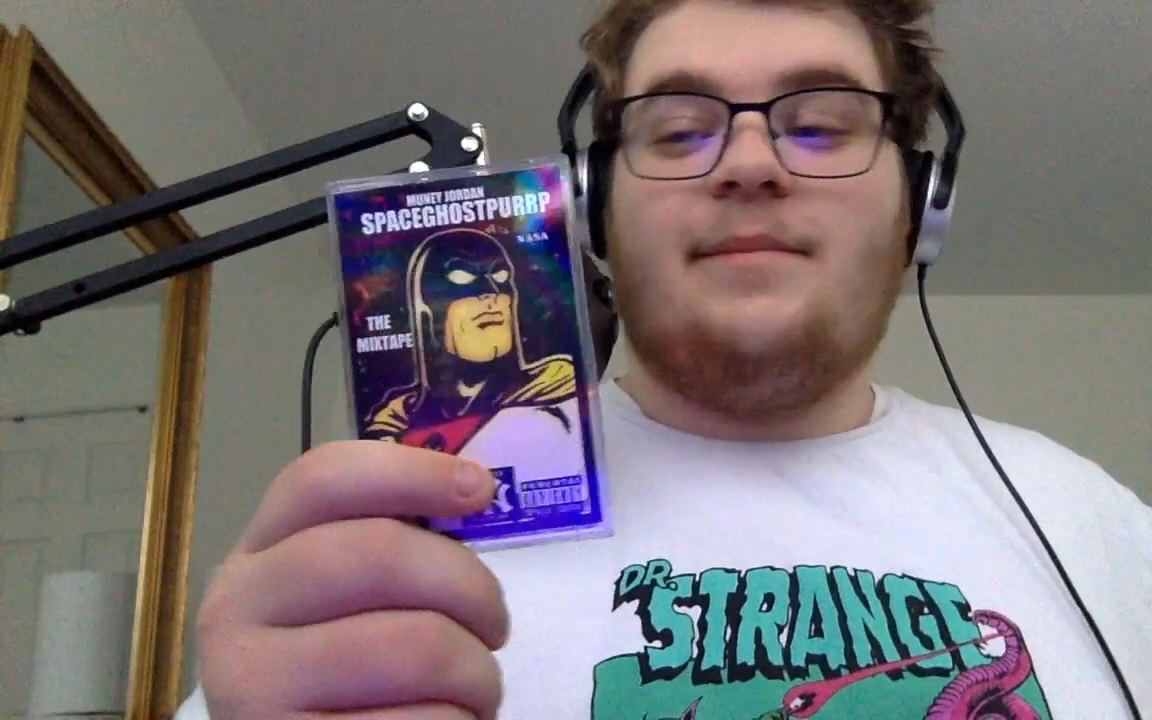 MUNEY JORDAN
SPACEGHOSTPURRP
NASA
THE
MIXTAPE
DR.
STRANGE